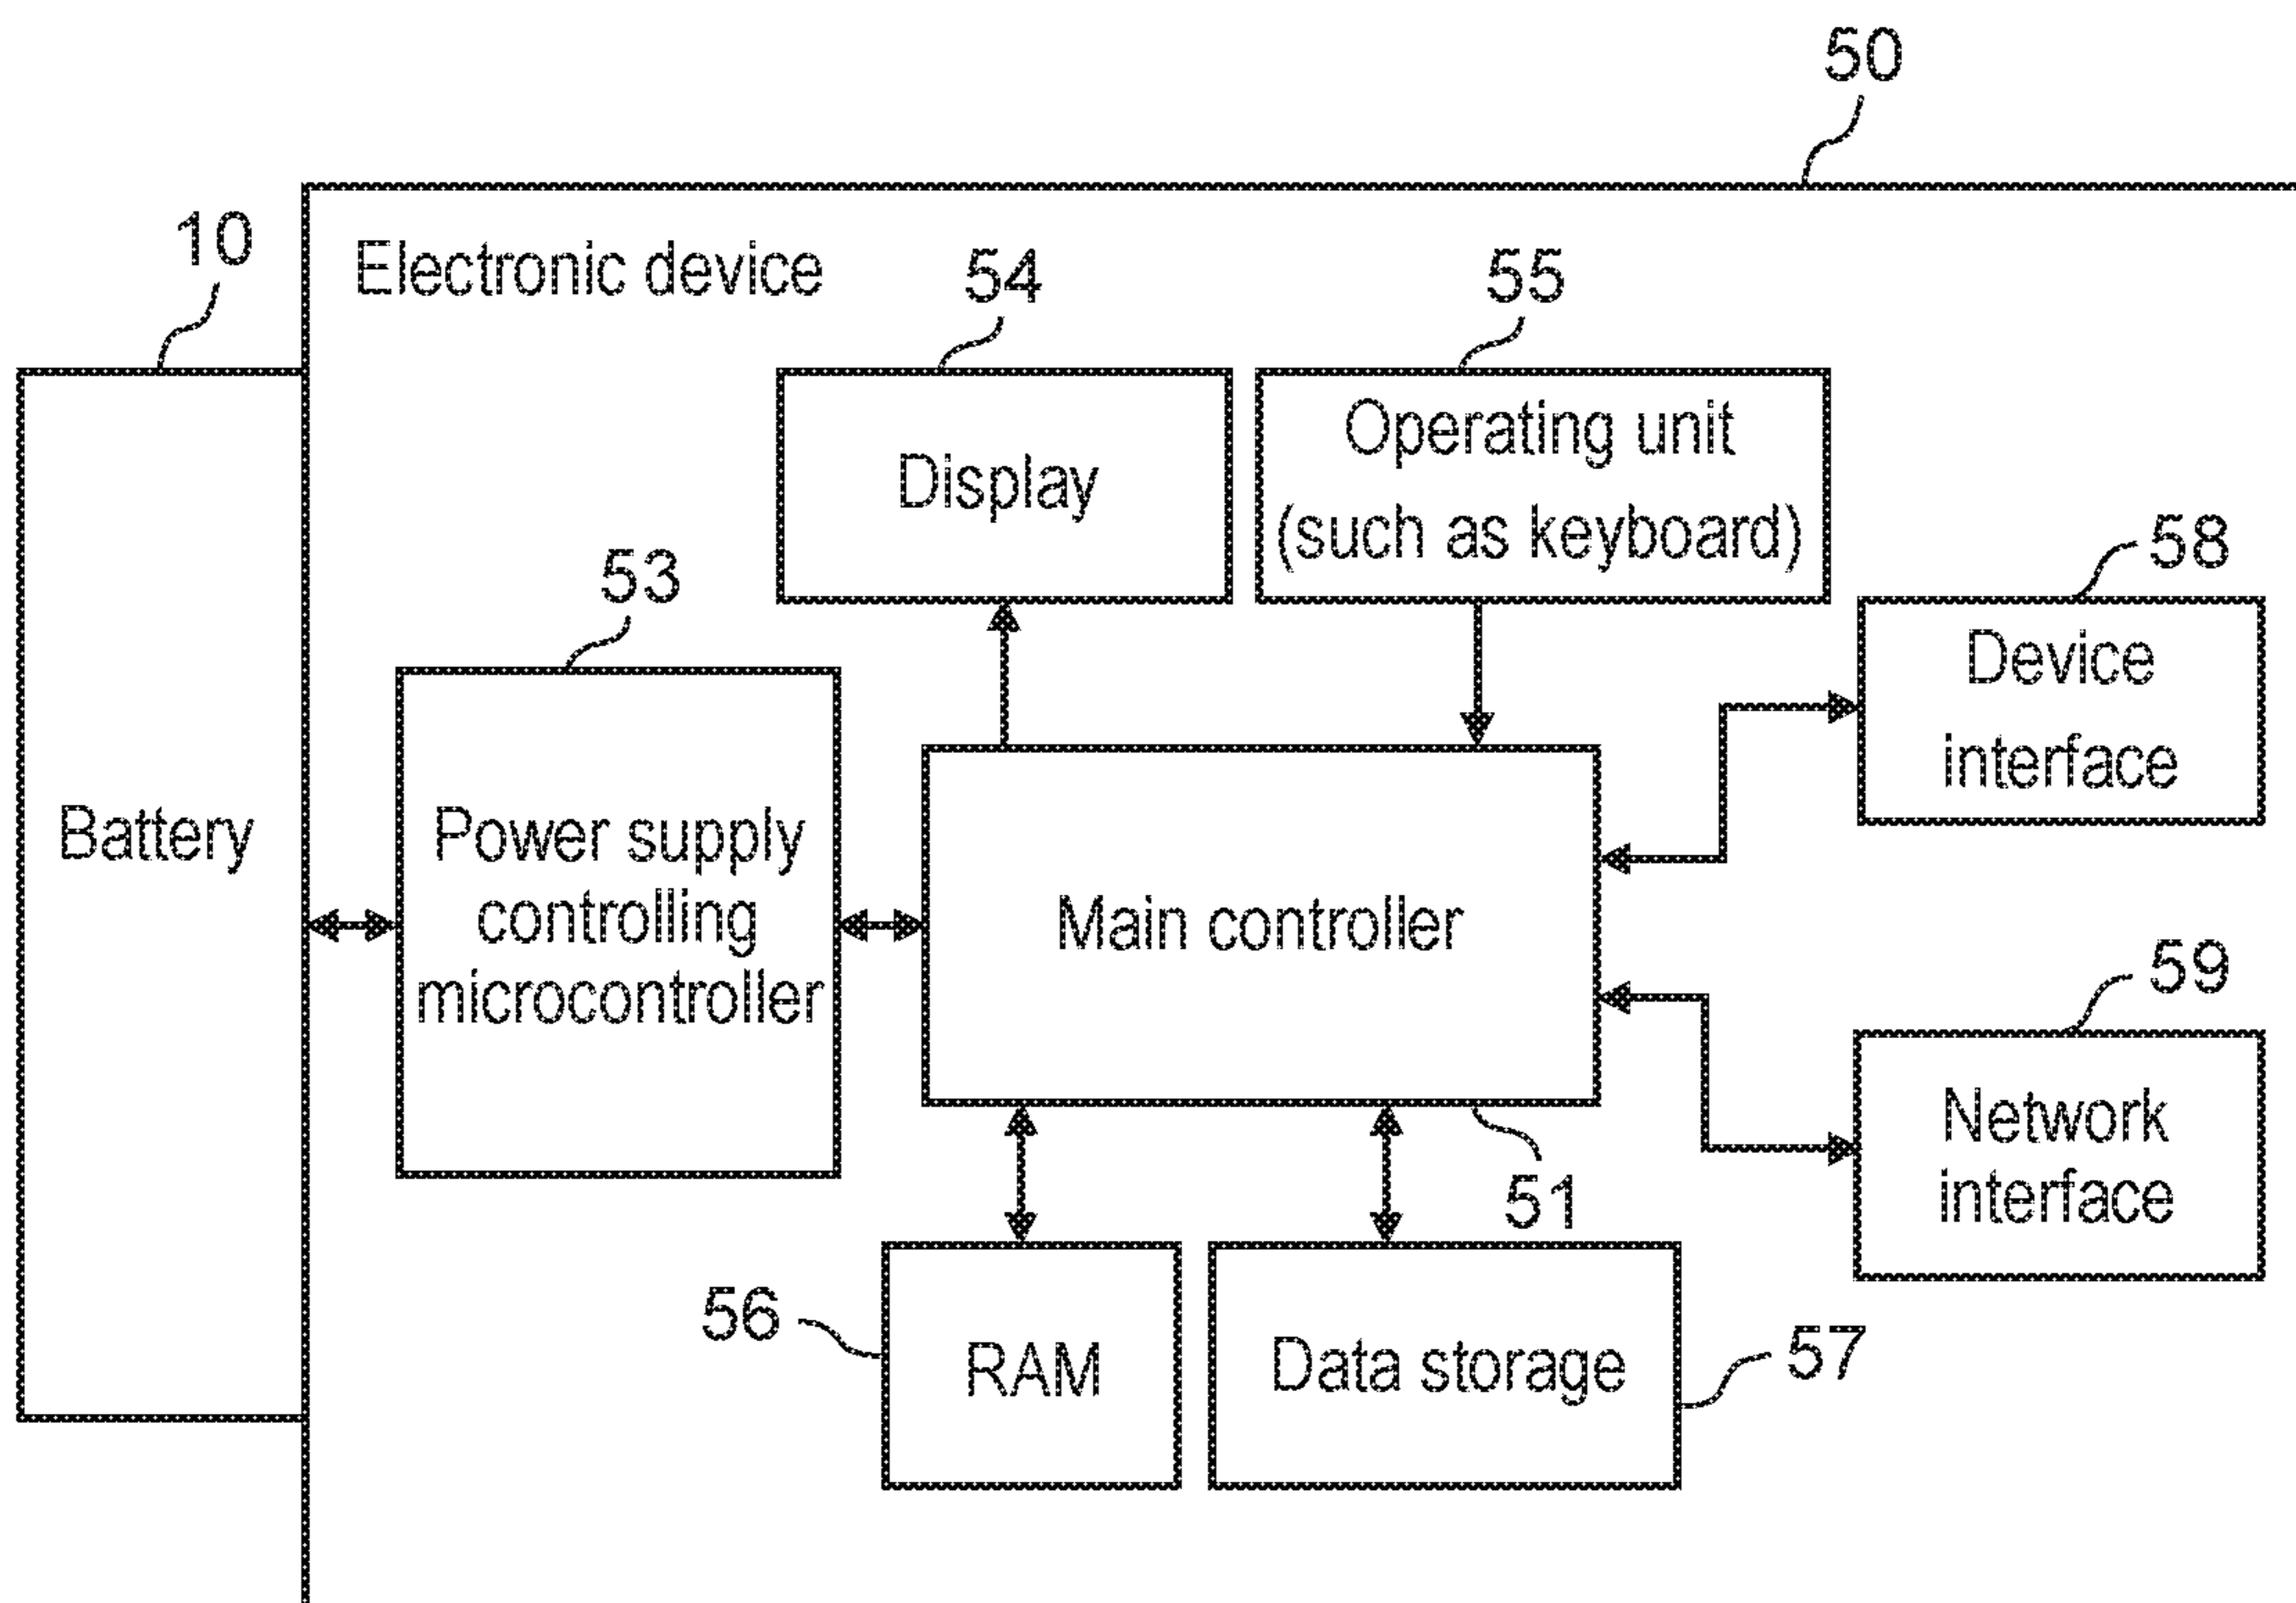 50
10
Electronic device
54
55
Display
Operating unit
(such as keyboard)
58
53
Device
interface
Battery
Power supply
controlling
microcontroller
Main controller
59
Network
interface
51
56
RAM
Data storage
57